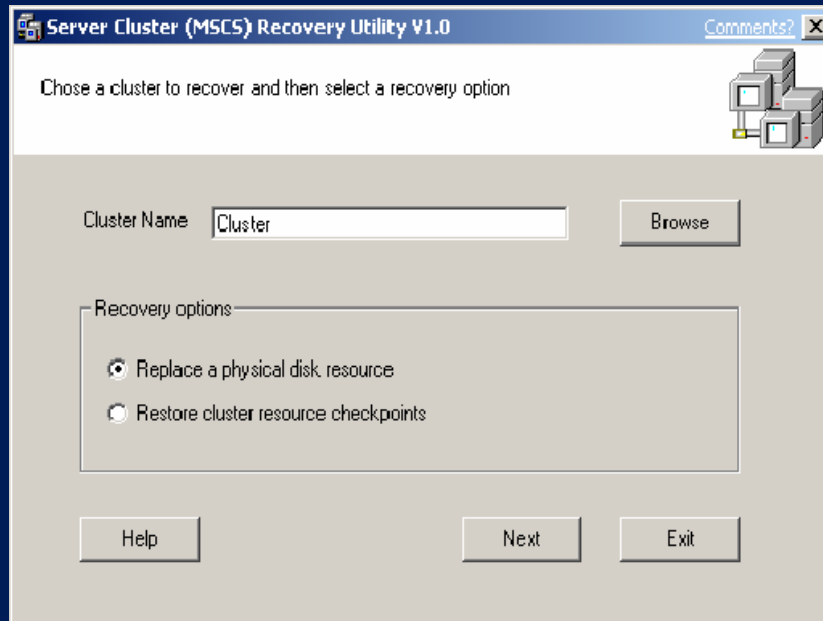 Server Cluster (MSCS) Recovery Utility V1.0 Comments?
Chose a cluster to recover and then select a recovery option
Cluster Name Cluster Browse
Recovery options
Replace a physical disk resource
Restore cluster resource checkpoints
Help Next Exit